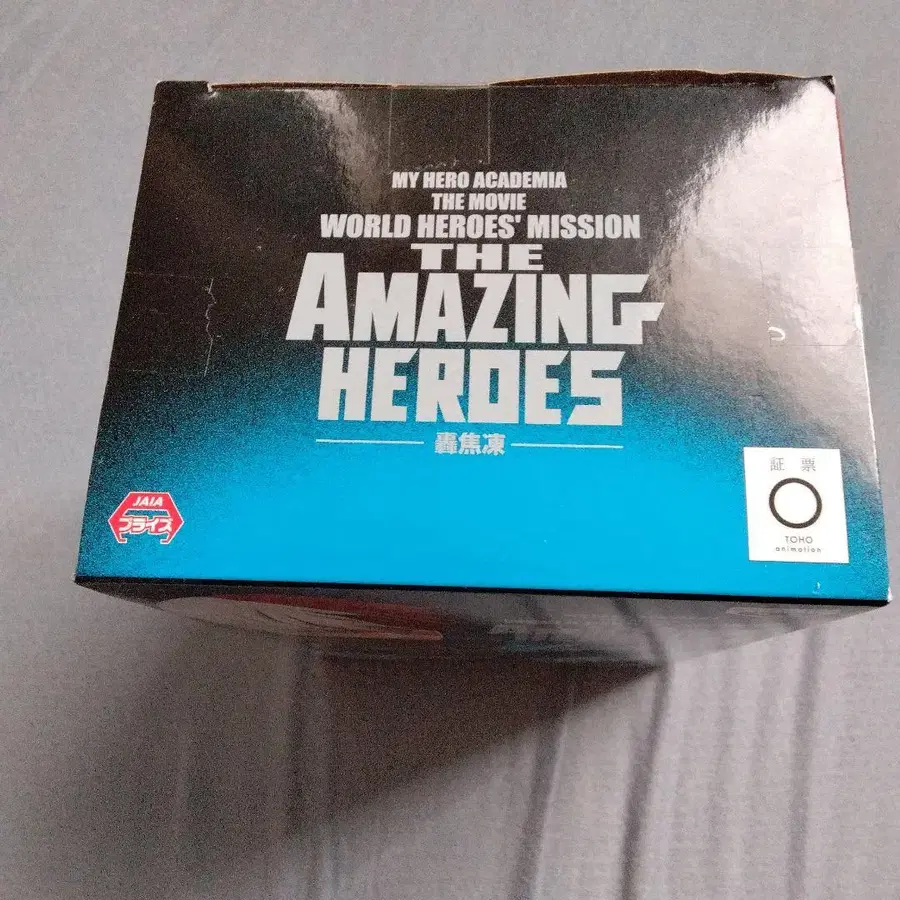 MY HERO ACADEMIA
THE MOVIE
WORLD HEROES' MISSION
THE
AMAZING
HEROES
轟焦凍
JAIA
プライズ
証 票
TOHO
animation